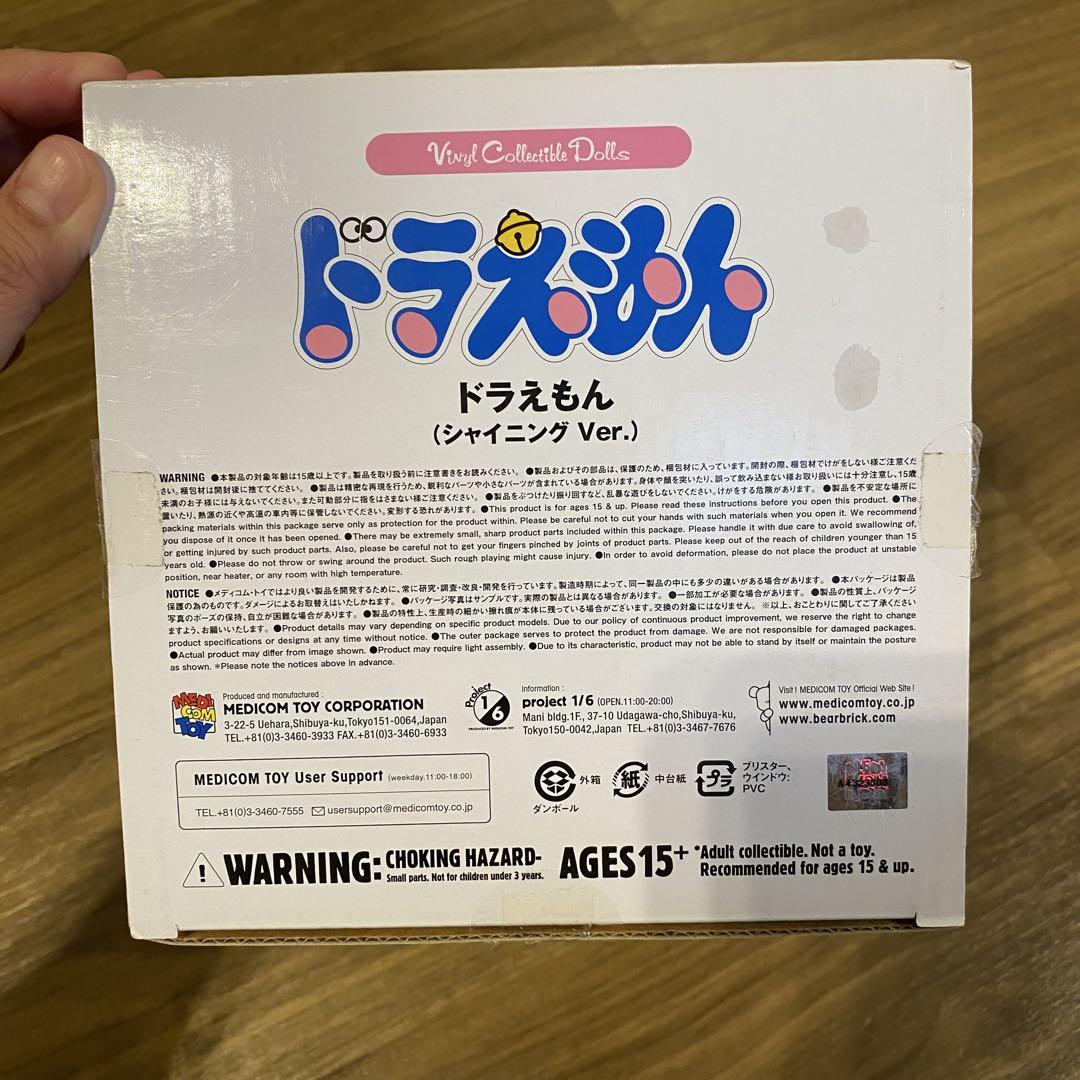 Vinyl Collectible Dolls
ドラえもん
ドラえもん
(シャイニング Ver.)
WARNING ●本製品の対象年齢は15歳以上です。製品を取り扱う前に注意書きをお読みください。 ●製品およびその部品は、保護のため、梱包材に入っています。開封の際、梱包材でけがをしない様ご注意くだ
さい。梱包材は開封後に捨ててください。 ●製品は精密な再現を行うため、鋭利なパーツや小さなパーツが含まれている場合があります。身体や顔を突いたり、誤って飲み込まない様お取り扱いには十分注意し、15歳
未満のお子様には与えないでください。また可動部分に指をはさまない様ご注意ください。 ●製品をぶつけたり振り回すなど、乱暴な遊びをしないでください。けがをする危険があります。 ●製品を不安定な場所に
置いたり、熱源の近くや高温の車内等に保管しないでください。変形する恐れがあります。 ●This product is for ages 15 & up. Please read these instructions before you open this product. ●The
packing materials within this package serve only as protection for the product within. Please be careful not to cut your hands with such materials when you open it. We recommend
you dispose of it once it has been opened. ●There may be extremely small, sharp product parts included within this package. Please handle it with due care to avoid swallowing of,
or getting injured by such product parts. Also, please be careful not to get your fingers pinched by joints of product parts. Please keep out of the reach of children younger than 15
years old. ●Please do not throw or swing around the product. Such rough playing might cause injury. ●In order to avoid deformation, please do not place the product at unstable
position, near heater, or any room with high temperature.
NOTICE ●メディコム・トイではより良い製品を開発するために、常に研究・調査・改良・開発を行っています。製造時期によって、同一製品の中にも多少の違いがある場合があります。 ●本パッケージは製品
保護の為のものです。ダメージによるお取替えはいたしかねます。 ●パッケージ写真はサンプルです。実際の製品とは異なる場合があります。 ●一部加工が必要な場合があります。 ●製品の性質上、パッケージ
写真のポーズの保持、自立が困難な場合があります。 ●製品の特性上、生産時の細かい擦れ痕が本体に残っている場合がございます。交換の対象にはなりません。 ※以上、おことわりに関してご了承ください
ますよう、お願いいたします。 ●Product details may vary depending on specific product models. Due to our policy of continuous product improvement, we reserve the right to change
product specifications or designs at any time without notice. ●The outer package serves to protect the product from damage. We are not responsible for damaged packages.
●Actual product may differ from image shown. ●Product may require light assembly. ●Due to its characteristic, product may not be able to stand by itself or maintain the posture
as shown. *Please note the notices above in advance.
MEDI COM TOY
Produced and manufactured :
MEDICOM TOY CORPORATION
3-22-5 Uehara,Shibuya-ku,Tokyo151-0064,Japan
TEL.+81(0)3-3460-3933 FAX.+81(0)3-3460-6933
Project 1/6
PRODUCED BY MEDICOM TOY
Information :
project 1/6 (OPEN.11:00-20:00)
Mani bldg.1F., 37-10 Udagawa-cho,Shibuya-ku,
Tokyo150-0042,Japan TEL.+81(0)3-3467-7676
Visit ! MEDICOM TOY Official Web Site !
www.medicomtoy.co.jp
www.bearbrick.com
MEDICOM TOY User Support (weekday.11:00-18:00)
TEL.+81(0)3-3460-7555 usersupport@medicomtoy.co.jp
ダンボール
外箱
紙
中台紙
プラ
ブリスター、
ウインドウ:
PVC
WARNING: CHOKING HAZARD-
Small parts. Not for children under 3 years.
AGES 15+
*Adult collectible. Not a toy.
Recommended for ages 15 & up.